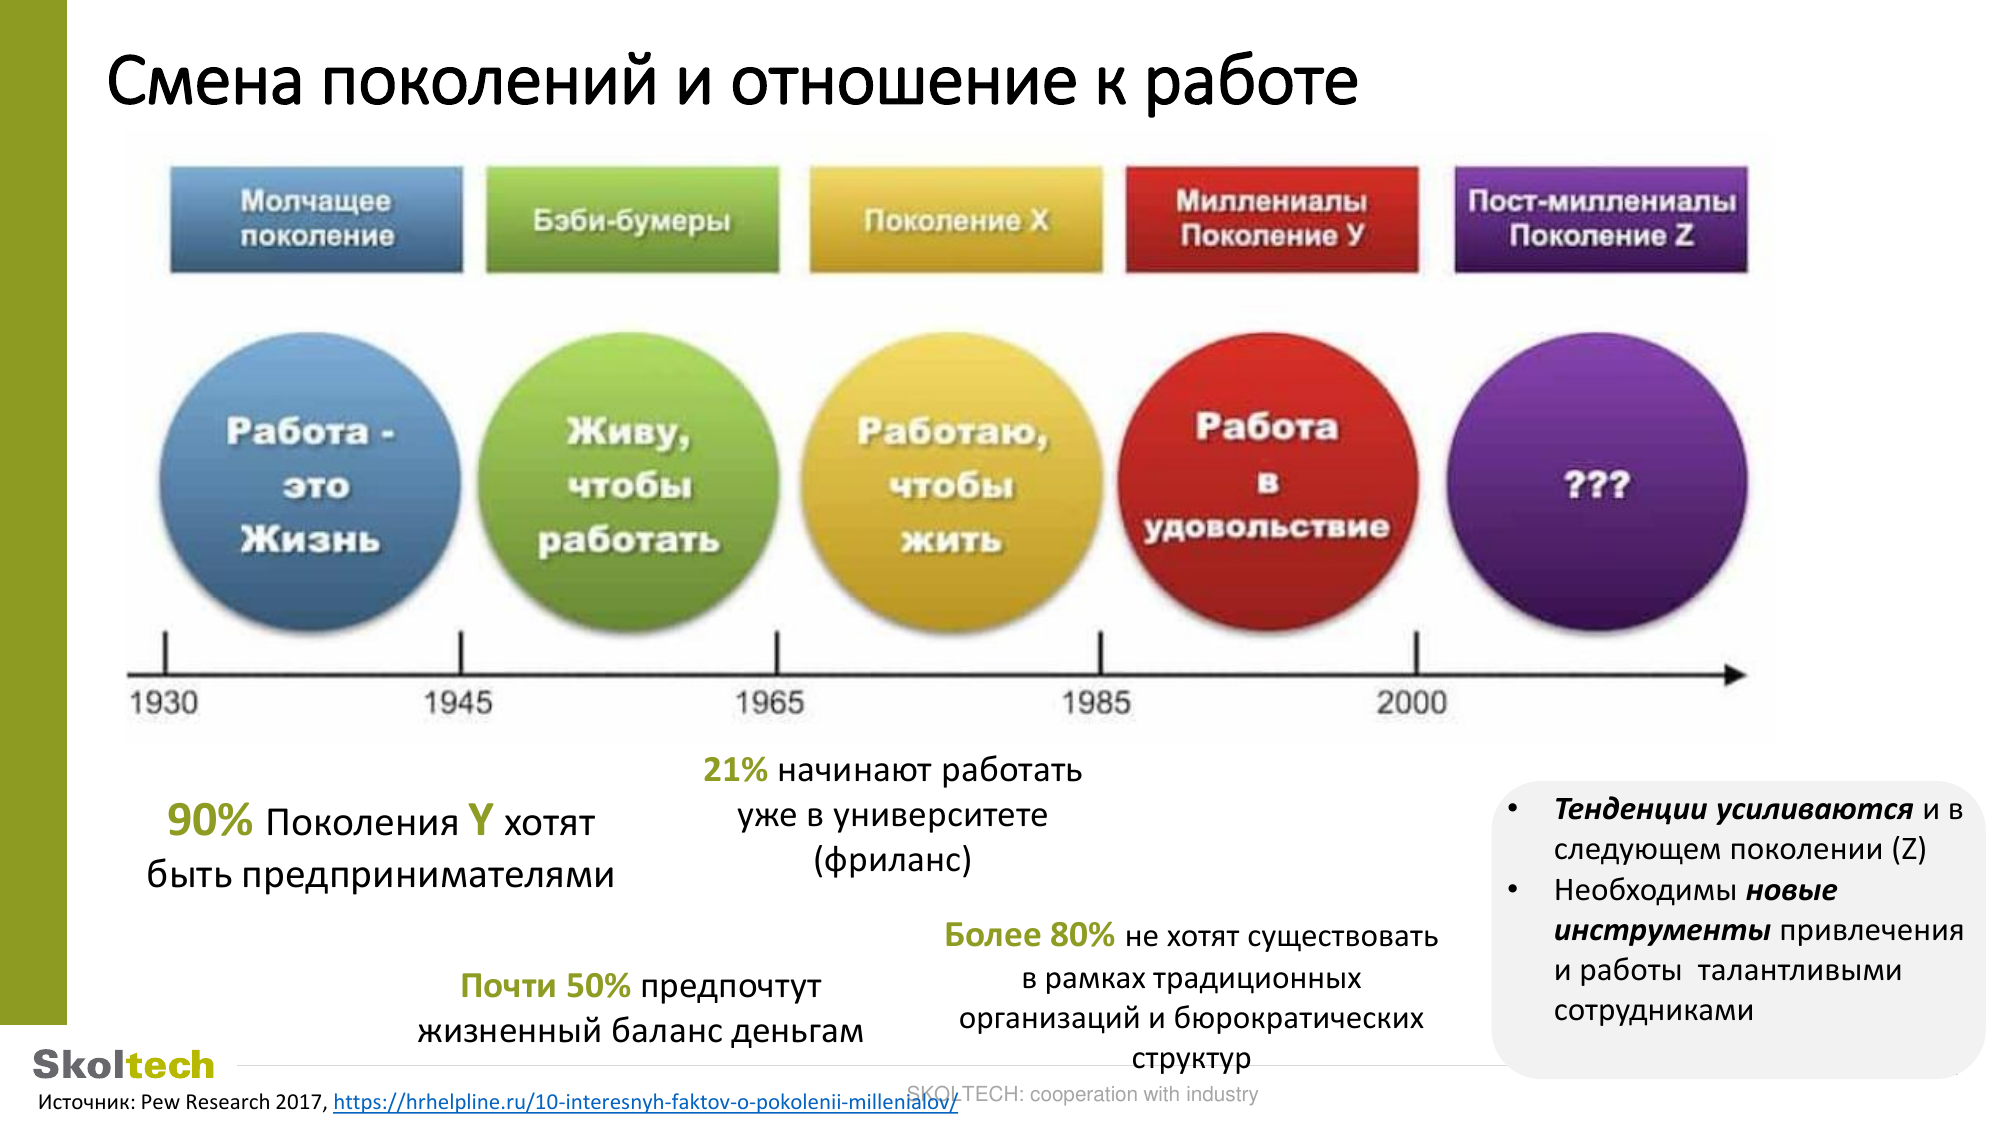 Смена поколений и отношение к работе
Молчащее
поколение
Бэби-бумеры
Поколение X
Миллениалы
Поколение У
Пост-миллениалы
Поколение Z
Работа -
это
Жизнь
Живу,
чтобы
работать
Работаю,
чтобы
жить
Работа
в
удовольствие
???
1930
1945
1965
1985
2000
90% Поколения Y хотят
быть предпринимателями
21% начинают работать
уже в университете
(фриланс)
Почти 50% предпочтут
жизненный баланс деньгам
Более 80% не хотят существовать
в рамках традиционных
организаций и бюрократических
структур
• Тенденции усиливаются и в
следующем поколении (Z)
• Необходимы новые
инструменты привлечения
и работы талантливыми
сотрудниками
Skoltech
Источник: Pew Research 2017, https://hrhelpline.ru/10-interesnyh-faktov-o-pokolenii-millenialov/
SKOLTECH: cooperation with industry